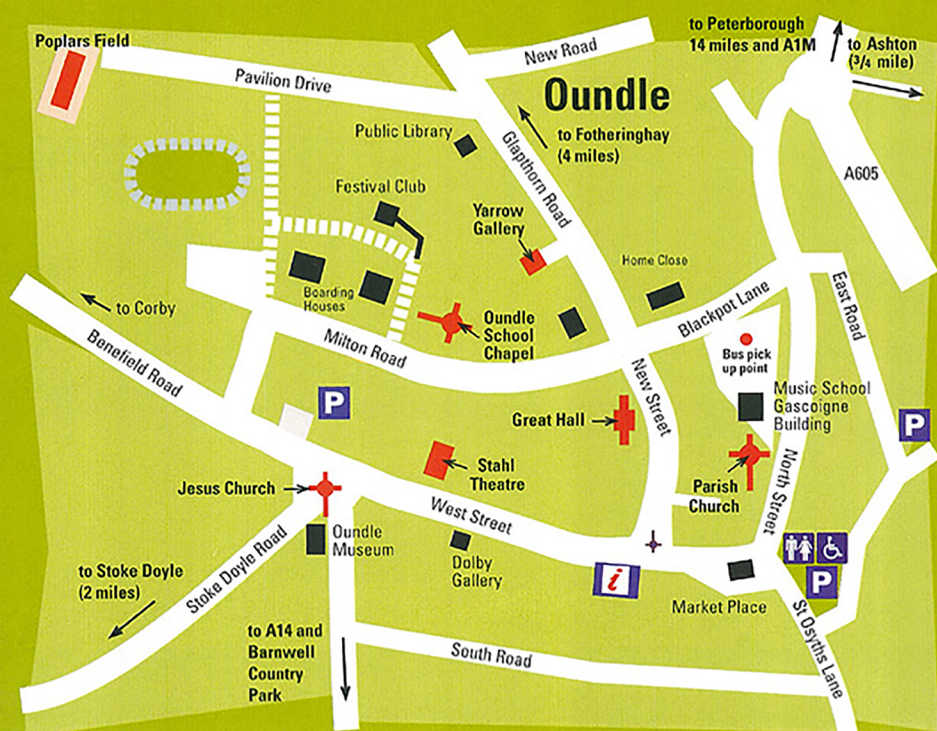 Poplars Field
Pavilion Drive
New Road
to Peterborough
14 miles and A1M
to Ashton
(3/4 mile)
Oundle
to Fotheringhay
(4 miles)
Public Library
Glapthorn Road
A605
Festival Club
Yarrow
Gallery
Home Close
Boarding
Houses
to Corby
Benefield Road
Milton Road
Oundle
School
Chapel
Blackpot Lane
East Road
Bus pick
up point
New Street
Music School
Gascoigne
Building
P
Great Hall
P
Stahl
Theatre
Parish
Church
North Street
Jesus Church
West Street
Oundle
Museum
Dolby
Gallery
Stoke Doyle Road
to Stoke Doyle
(2 miles)
i
P
Market Place
St Osyths Lane
to A14 and
Barnwell
Country
Park
South Road